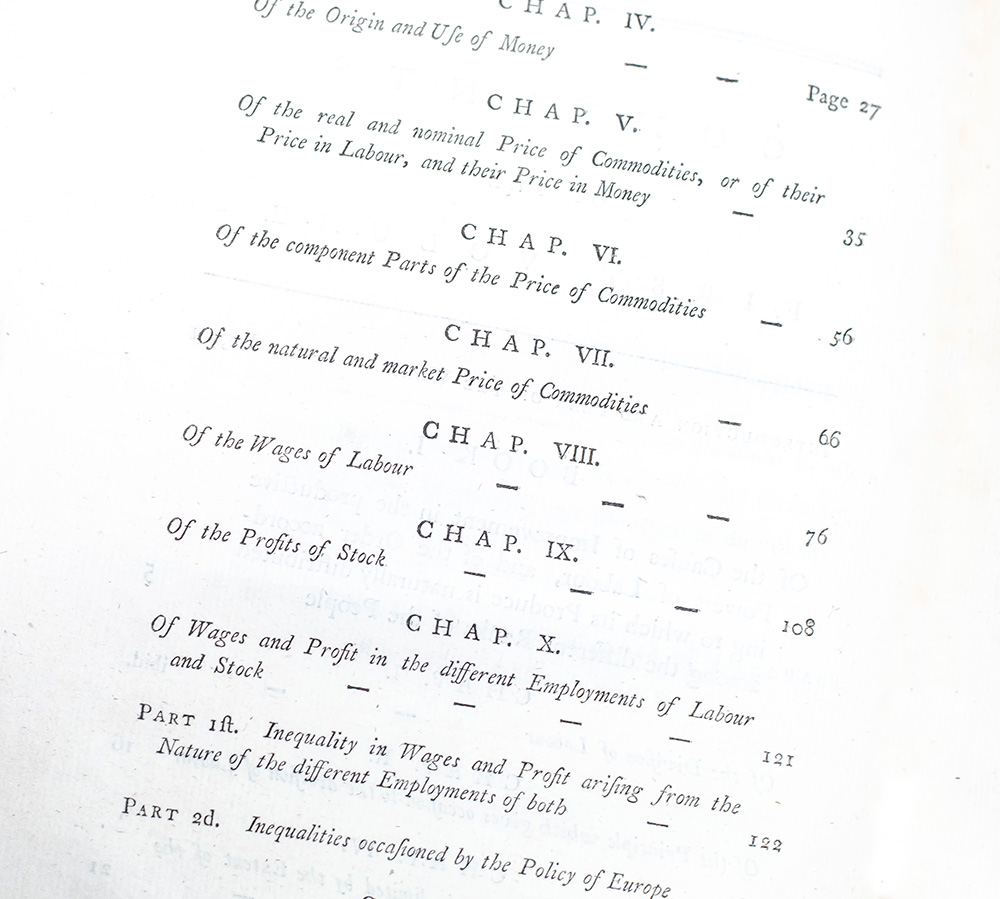 CHAP. IV.
Of the Origin and Uſe of Money — — Page 27
CHAP. V.
Of the real and nominal Price of Commodities, or of their
Price in Labour, and their Price in Money — 35
CHAP. VI.
Of the component Parts of the Price of Commodities — 56
CHAP. VII.
Of the natural and market Price of Commodities — 66
CHAP. VIII.
Of the Wages of Labour — — — 76
CHAP. IX.
Of the Profits of Stock — — — 108
CHAP. X.
Of Wages and Profit in the different Employments of Labour
and Stock — — — — 121
PART 1ſt. Inequality in Wages and Profit ariſing from the
Nature of the different Employments of both — 122
PART 2d. Inequalities occaſioned by the Policy of Europe